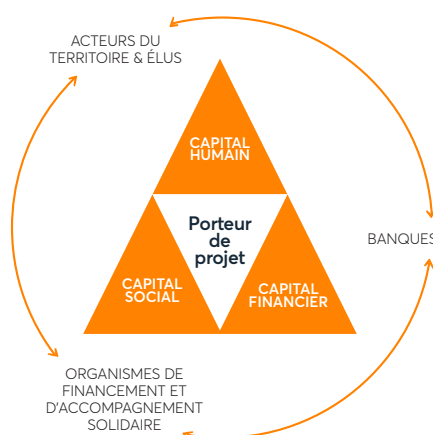 ACTEURS DU
TERRITOIRE & ÉLUS
CAPITAL
HUMAIN
Porteur
de
projet
BANQUES
CAPITAL
SOCIAL
CAPITAL
FINANCIER
ORGANISMES DE
FINANCEMENT ET
D'ACCOMPAGNEMENT
SOLIDAIRE